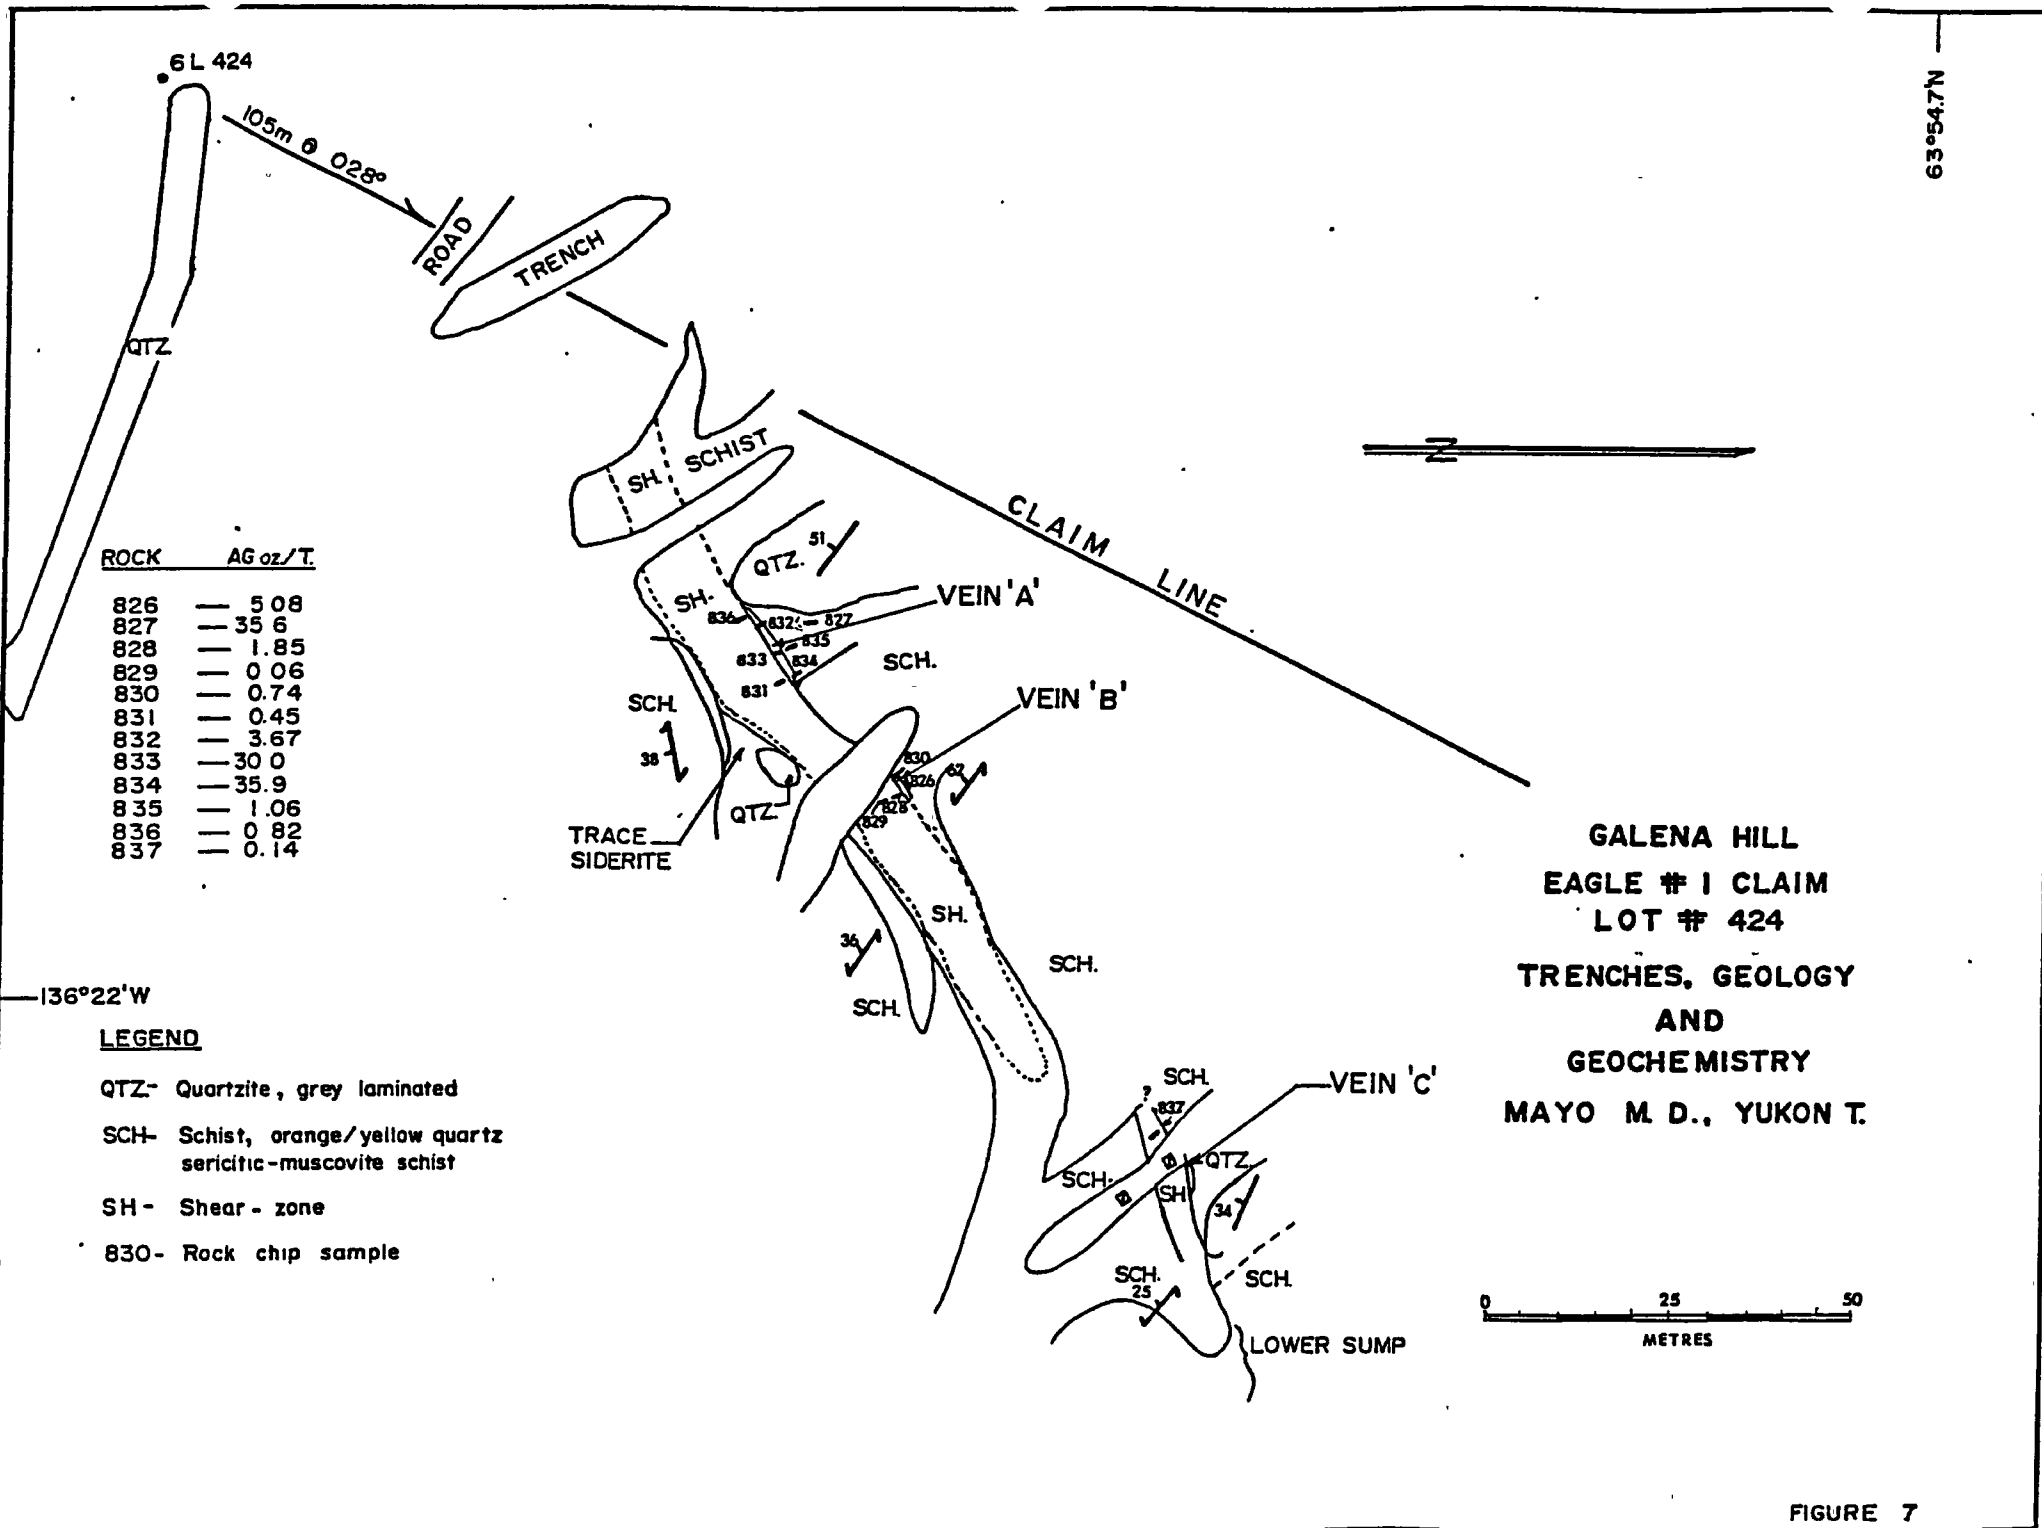 6 L 424
105m @ 028°
ROAD
TRENCH
63°54.7'N
QTZ
SH.
SCHIST
N
CLAIM LINE
ROCK AG oz/T.
826 — 5 08
827 — 35 6
828 — 1.85
829 — 0 06
830 — 0.74
831 — 0.45
832 — 3.67
833 — 30 0
834 — 35.9
835 — 1.06
836 — 0 82
837 — 0.14
51
QTZ.
VEIN 'A'
SH.
836
832
827
835
833
834
831
SCH.
VEIN 'B'
SCH.
38
830
826
62
828
829
QTZ.
TRACE
SIDERITE
SH.
36
SCH.
SCH.
GALENA HILL
EAGLE # 1 CLAIM
LOT # 424
TRENCHES, GEOLOGY
AND
GEOCHEMISTRY
MAYO M. D., YUKON T.
136°22'W
LEGEND
QTZ- Quartzite, grey laminated
SCH- Schist, orange/yellow quartz
sericitic-muscovite schist
SH- Shear-zone
830- Rock chip sample
SCH.
?
837
VEIN 'C'
QTZ.
SCH.
SH
34
SCH.
25
SCH.
LOWER SUMP
0 25 50
METRES
FIGURE 7